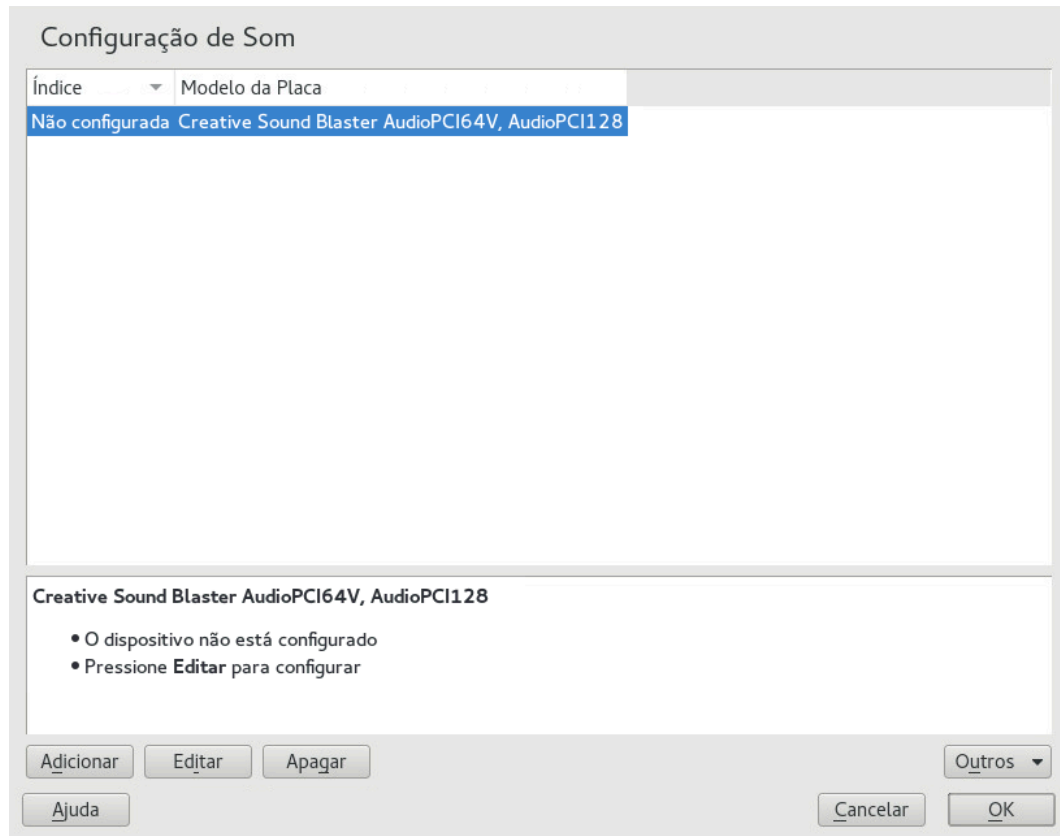 Configuração de Som
Índice Modelo da Placa
Não configurada Creative Sound Blaster AudioPCI64V, AudioPCI128
Creative Sound Blaster AudioPCI64V, AudioPCI128
• O dispositivo não está configurado
• Pressione Editar para configurar
Adicionar Editar Apagar Outros
Ajuda Cancelar OK